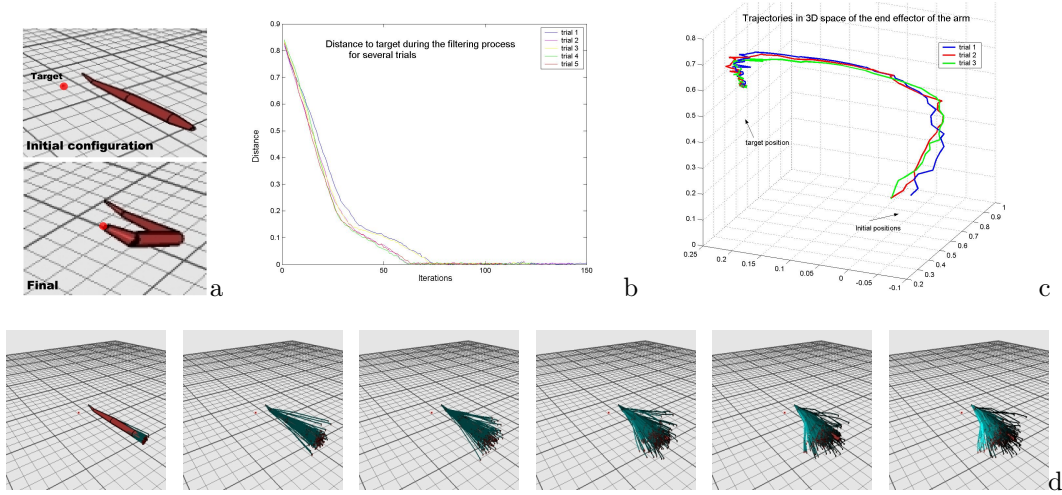 Target
Initial configuration
Final
a
Distance to target during the filtering process
for several trials
trial 1
trial 2
trial 3
trial 4
trial 5
0.9
0.8
0.7
0.6
0.5
0.4
0.3
0.2
0.1
0
Distance
0
50
100
150
Iterations
b
Trajectories in 3D space of the end effector of the arm
trial 1
trial 2
trial 3
0.8
0.7
0.6
0.5
0.4
0.3
0.2
0.1
0
target position
Initial positions
0.25
0.2
0.15
0.1
0.05
0
-0.05
-0.1
0.2
0.3
0.4
0.5
0.6
0.7
0.8
0.9
1
c
d